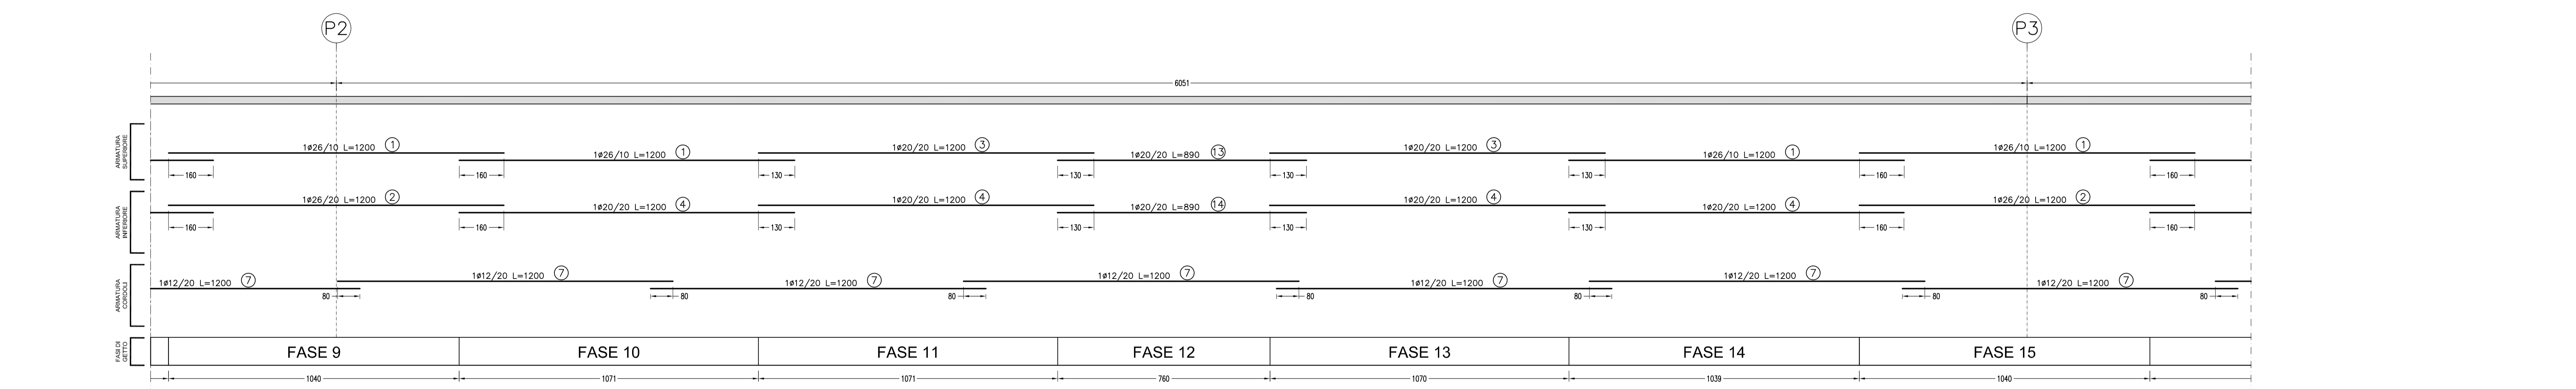 P2 P3
6051
ARMATURA
SUPERIORE
1ø26/10 L=1200 1 1ø26/10 L=1200 1 1ø20/20 L=1200 3 1ø20/20 L=890 13 1ø20/20 L=1200 3 1ø26/10 L=1200 1 1ø26/10 L=1200 1
160 160 130 130 130 130 160 160
ARMATURA
INFERIORE
1ø26/20 L=1200 2 1ø20/20 L=1200 4 1ø20/20 L=1200 4 1ø20/20 L=890 14 1ø20/20 L=1200 4 1ø20/20 L=1200 4 1ø26/20 L=1200 2
160 160 130 130 130 130 160 160
ARMATURA
CORDOLI
1ø12/20 L=1200 7 1ø12/20 L=1200 7 1ø12/20 L=1200 7 1ø12/20 L=1200 7 1ø12/20 L=1200 7 1ø12/20 L=1200 7 1ø12/20 L=1200 7
80 80 80 80 80 80 80
FASI DI
GETTO
FASE 9 FASE 10 FASE 11 FASE 12 FASE 13 FASE 14 FASE 15
1040 1071 1071 760 1070 1039 1040